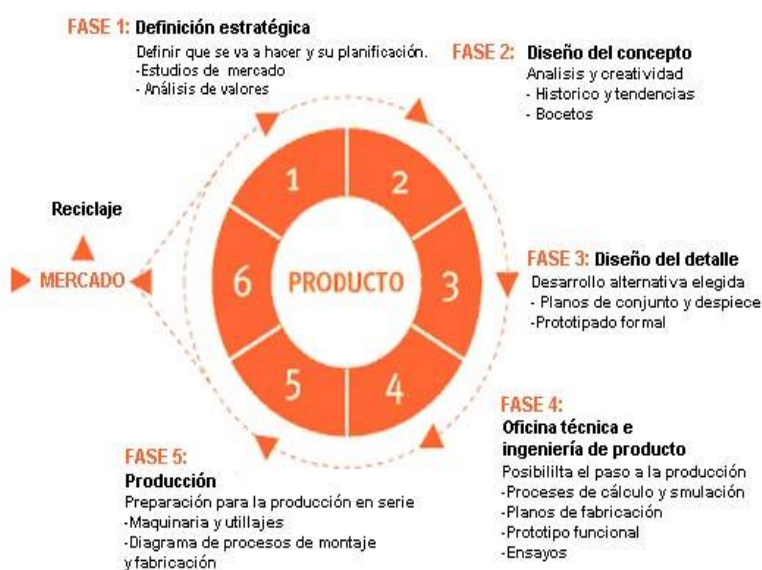 FASE 1: Definición estratégica
Definir que se va a hacer y su planificación.
-Estudios de mercado
- Análisis de valores
FASE 2: Diseño del concepto
Analisis y creatividad
- Historico y tendencias
- Bocetos
1
2
Reciclaje
MERCADO
6
PRODUCTO
3
FASE 3: Diseño del detalle
Desarrollo alternativa elegida
- Planos de conjunto y despiece
-Prototipado formal
5
4
FASE 4:
Oficina técnica e
ingeniería de producto
Posibililta el paso a la producción
-Proceses de cálculo y smulación
-Planos de fabricación
-Prototipo funcional
-Ensayos
FASE 5:
Producción
Preparación para la producción en serie
-Maquinaria y utillajes
-Diagrama de procesos de montaje
y fabricación